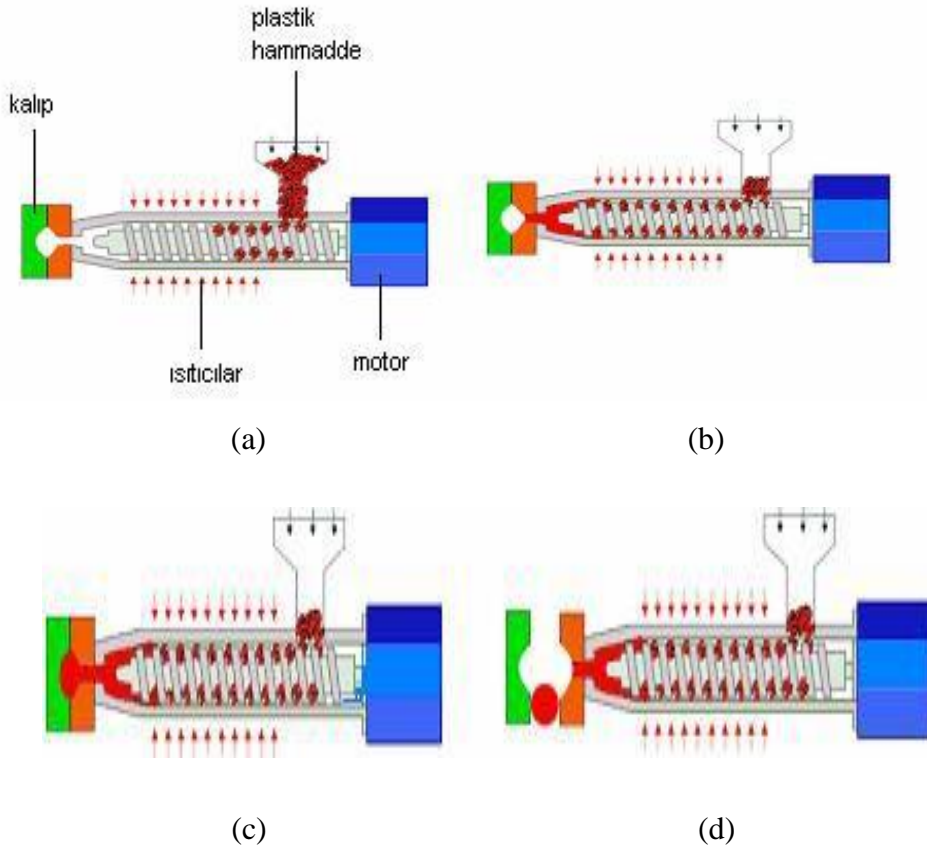 plastik
hammadde
kalıp
ısıtıcılar
motor
(a)
(b)
(c)
(d)